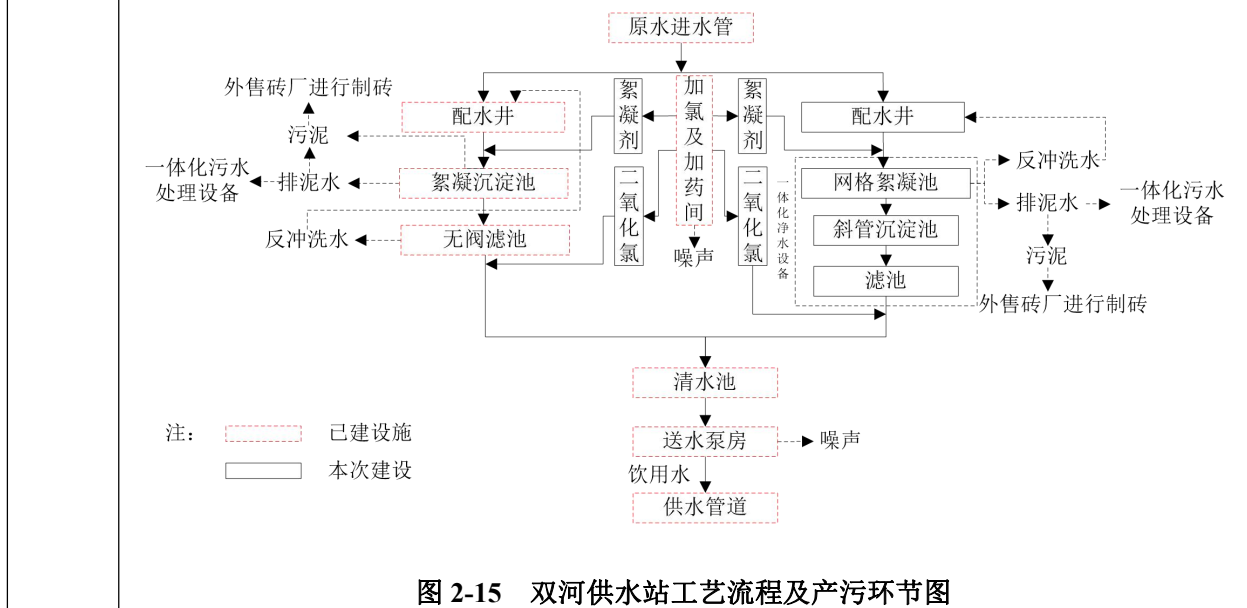 原水进水管
外售砖厂进行制砖
污泥
一体化污水
处理设备
排泥水
反冲洗水
配水井
絮凝沉淀池
无阀滤池
絮凝剂
二氧化氯
加氯及加药间
噪声
絮凝剂
二氧化氯
一体化净水设备
配水井
网格絮凝池
斜管沉淀池
滤池
反冲洗水
排泥水
一体化污水
处理设备
污泥
外售砖厂进行制砖
清水池
送水泵房
噪声
饮用水
供水管道
注：
已建设施
本次建设
图 2-15 双河供水站工艺流程及产污环节图